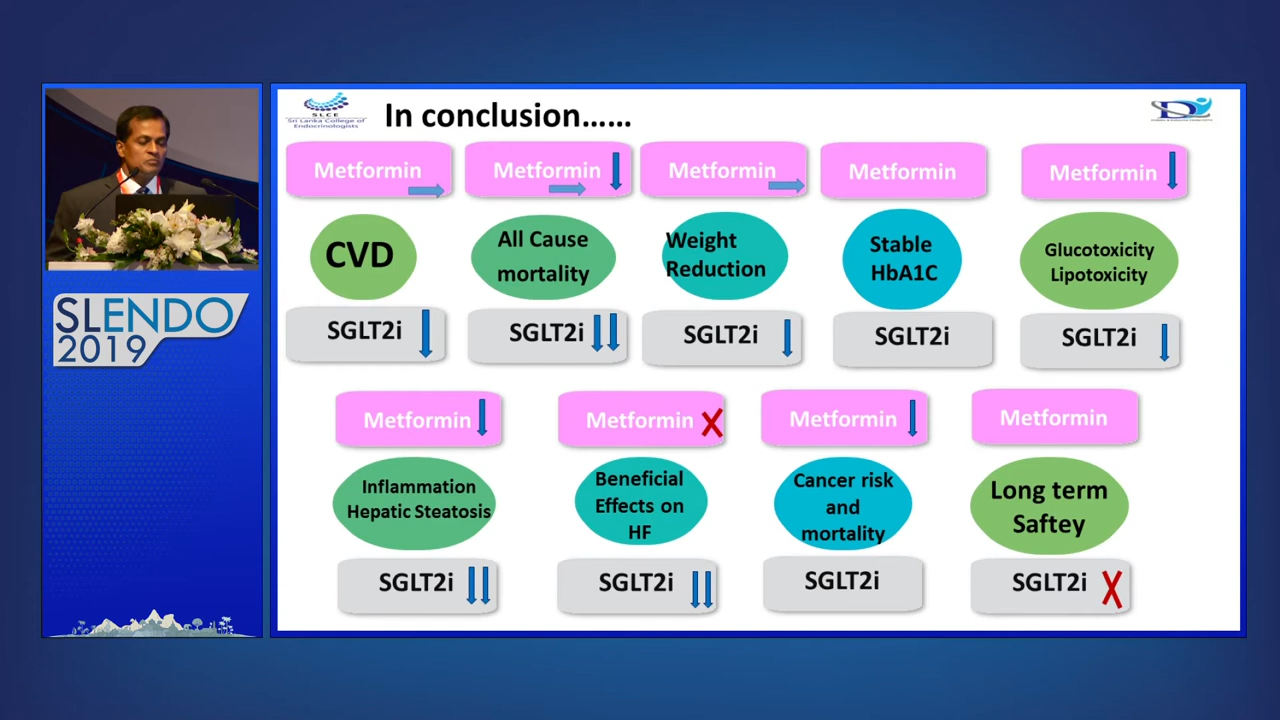 SLCE
Sri Lanka College of
Endocrinologists
In conclusion......
Metformin
Metformin
Metformin
Metformin
Metformin
CVD
All Cause
mortality
Weight
Reduction
Stable
HbA1C
Glucotoxicity
Lipotoxicity
SGLT2i
SGLT2i
SGLT2i
SGLT2i
SGLT2i
Metformin
Metformin
Metformin
Metformin
Inflammation
Hepatic Steatosis
Beneficial
Effects on
HF
Cancer risk
and
mortality
Long term
Saftey
SGLT2i
SGLT2i
SGLT2i
SGLT2i
SLENDO
2019